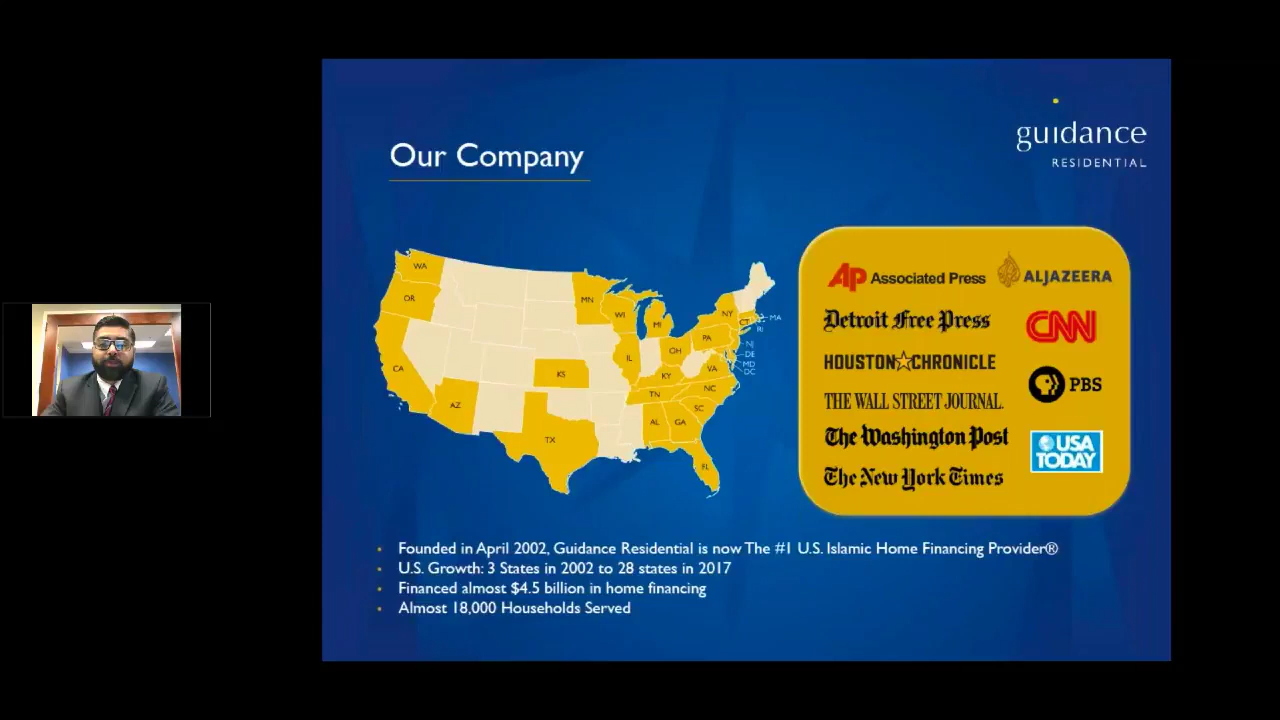 guidance
RESIDENTIAL
Our Company
WA
OR
CA
AZ
TX
KS
MN
WI
IL
MI
OH
KY
TN
AL
GA
FL
SC
NC
VA
PA
NY
CT
MA
RI
NJ
DE
MD
DC
AP Associated Press
ALJAZEERA
Detroit Free Press
CNN
HOUSTON CHRONICLE
PBS
THE WALL STREET JOURNAL.
The Washington Post
USA
TODAY
The New York Times
• Founded in April 2002, Guidance Residential is now The #1 U.S. Islamic Home Financing Provider®
• U.S. Growth: 3 States in 2002 to 28 states in 2017
• Financed almost $4.5 billion in home financing
• Almost 18,000 Households Served